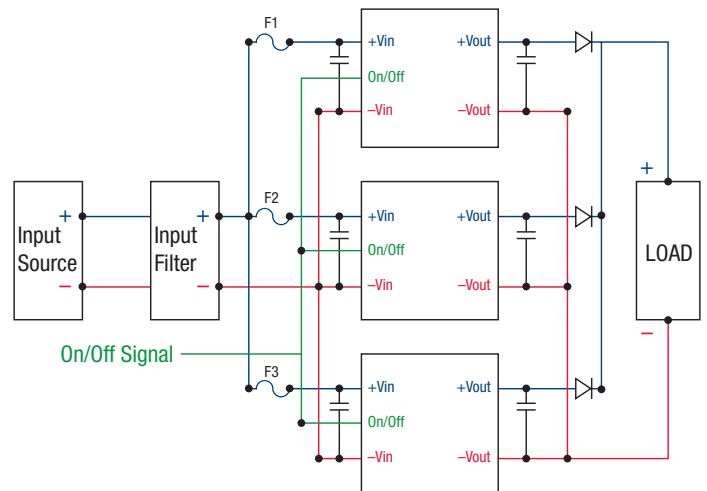 F1
+Vin +Vout
On/Off
–Vin –Vout
F2
+Vin +Vout
On/Off
–Vin –Vout
+ +
Input Source
– –
Input Filter
+
LOAD
–
On/Off Signal
F3
+Vin +Vout
On/Off
–Vin –Vout